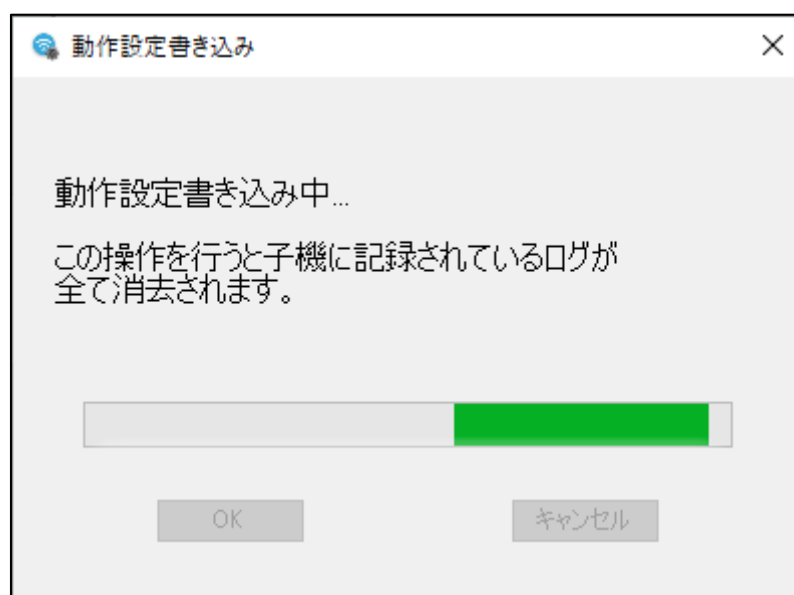 動作設定書き込み
動作設定書き込み中...
この操作を行うと子機に記録されているログが
全て消去されます。
OK
キャンセル